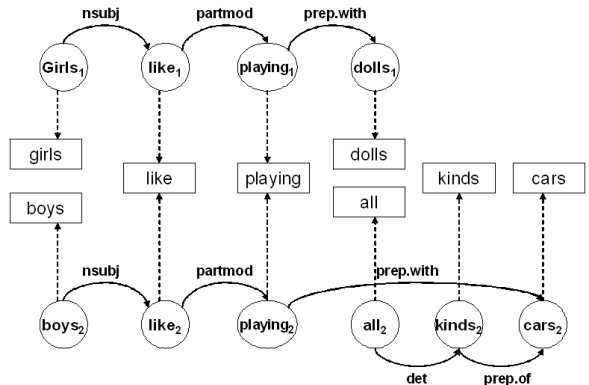 nsubj partmod prep.with
Girls1 like1 playing1 dolls1
girls dolls
like playing kinds cars
boys all
nsubj partmod prep.with
boys2 like2 playing2 all2 kinds2 cars2
det prep.of